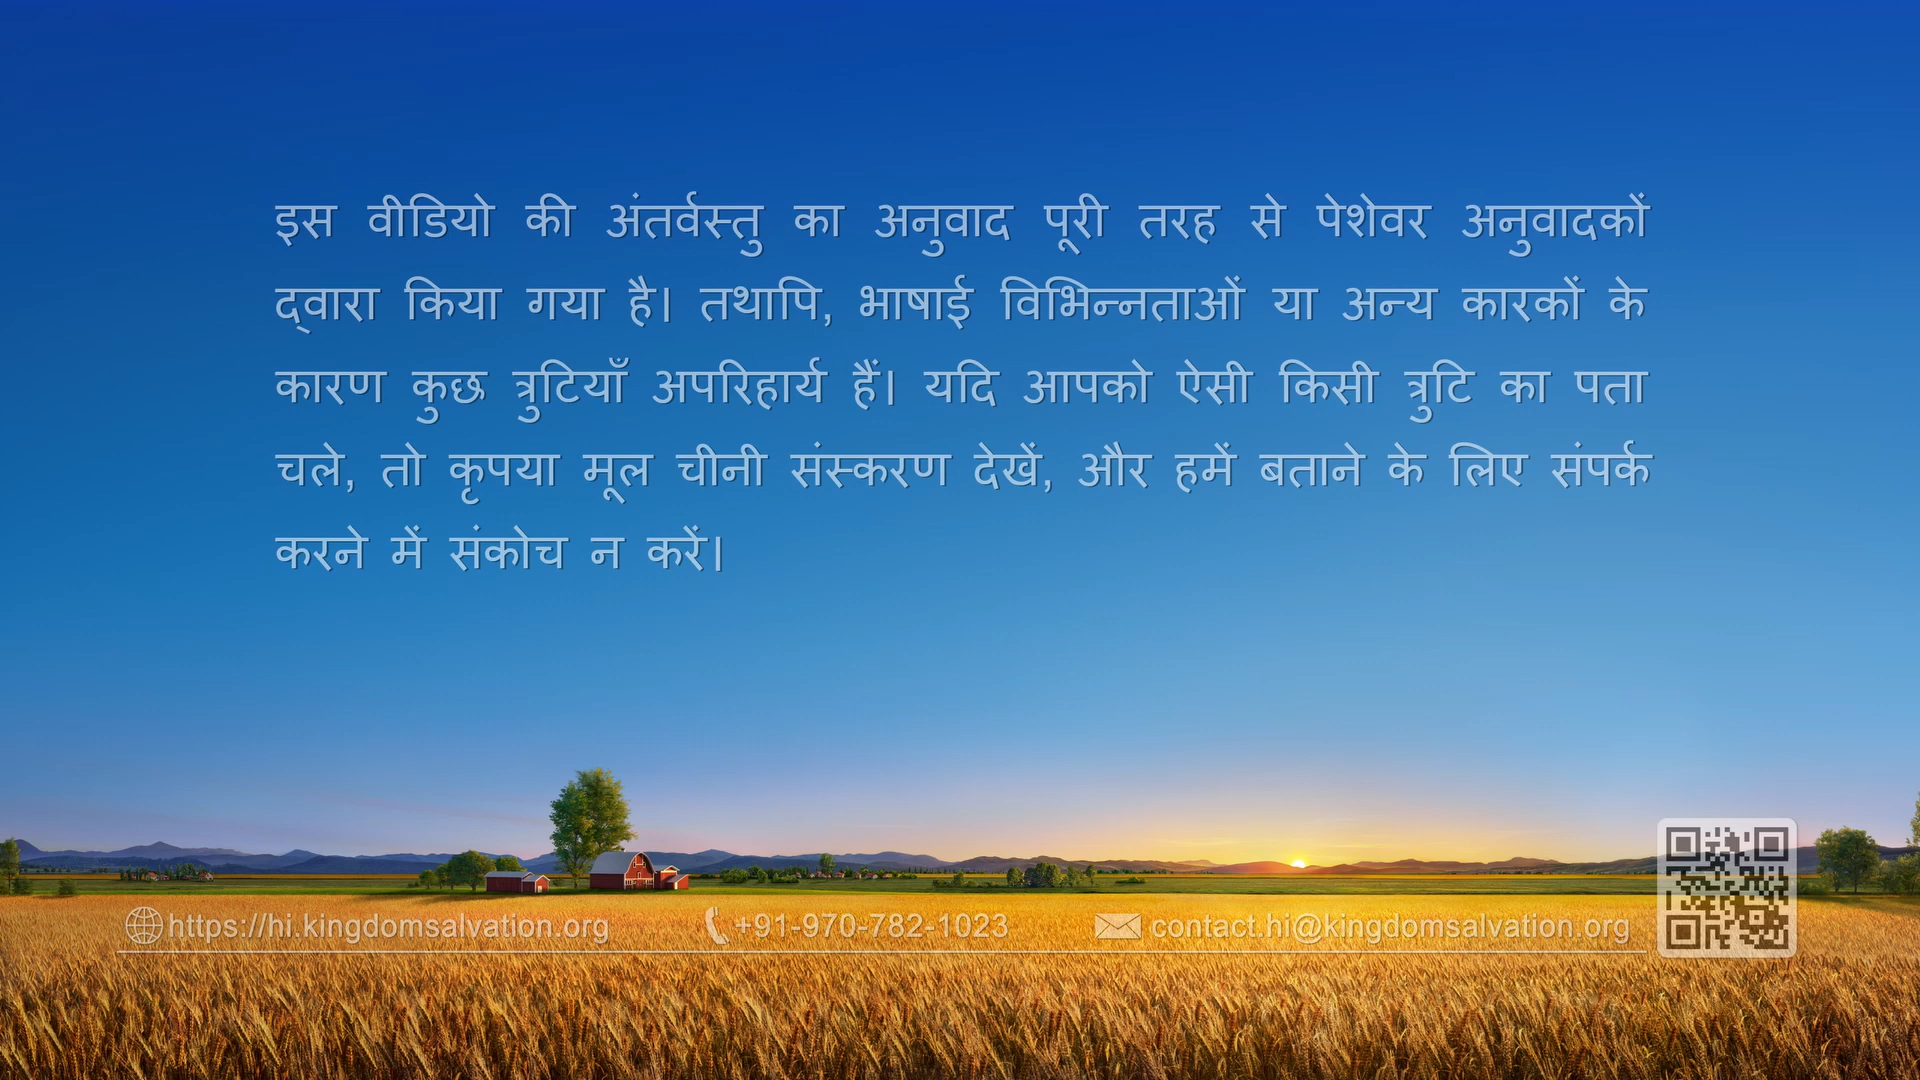 इस वीडियो की अंतर्वस्तु का अनुवाद पूरी तरह से पेशेवर अनुवादकों
द्वारा किया गया है। तथापि, भाषाई विभिन्नताओं या अन्य कारकों के
कारण कुछ त्रुटियाँ अपरिहार्य हैं। यदि आपको ऐसी किसी त्रुटि का पता
चले, तो कृपया मूल चीनी संस्करण देखें, और हमें बताने के लिए संपर्क
करने में संकोच न करें।
https://hi.kingdomsalvation.org +91-970-782-1023 contact.hi@kingdomsalvation.org